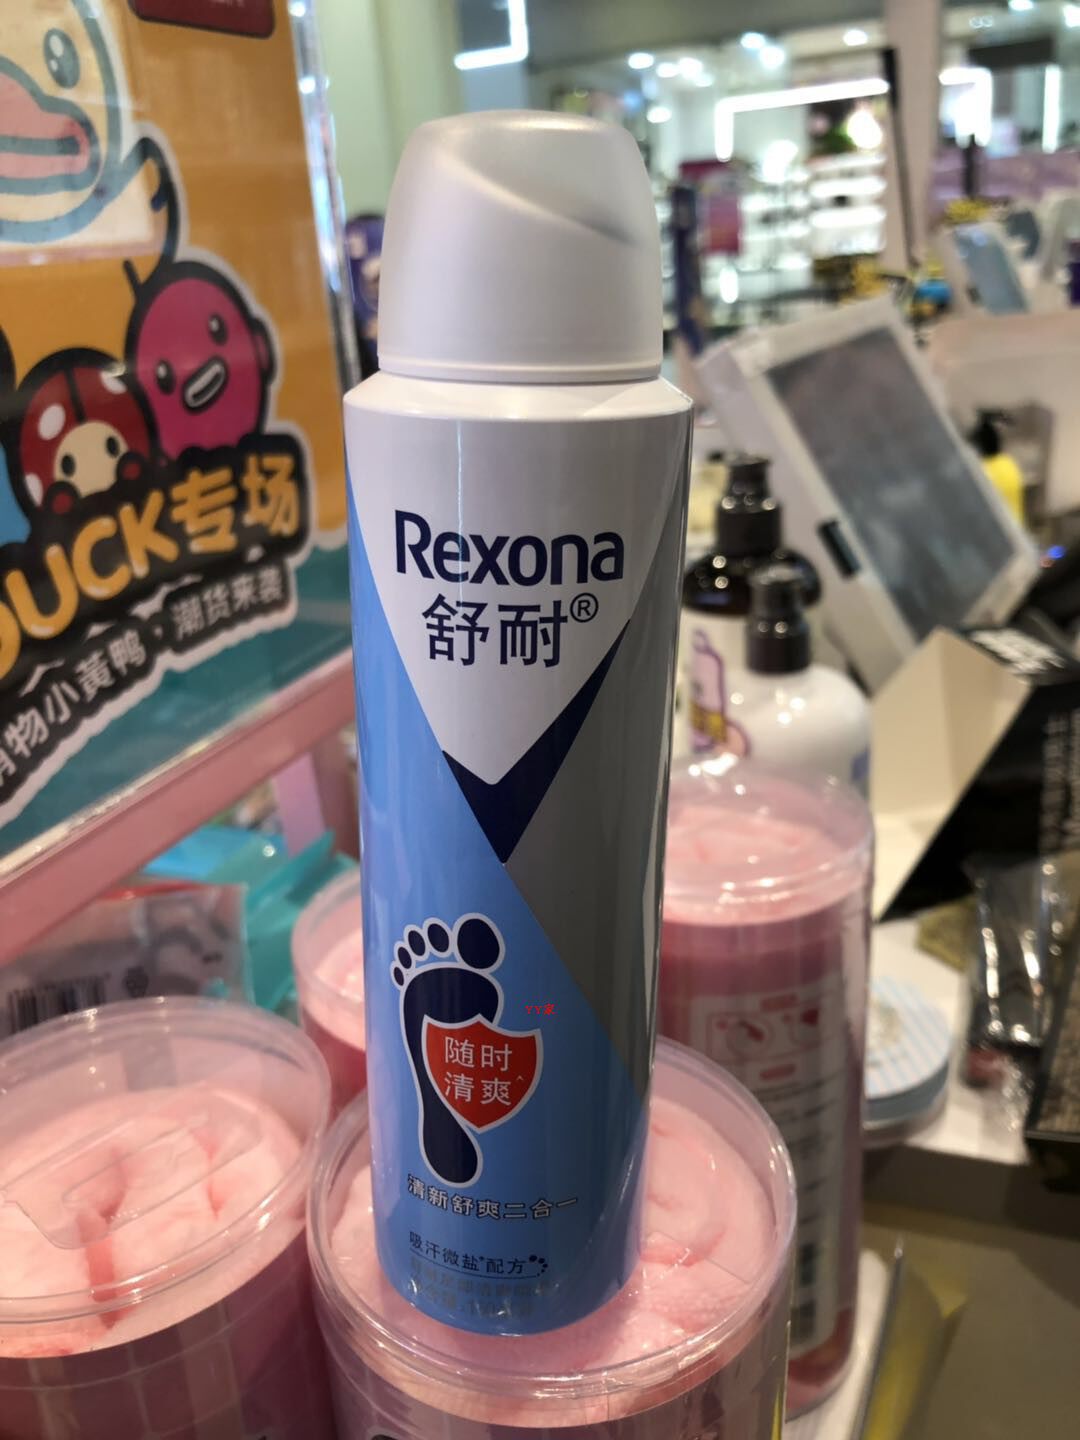 DUCK专场
物小黄鸭·潮货来袭
Rexona
舒耐®
YY家
随时
清爽^
清新舒爽二合一
吸汗微盐*配方